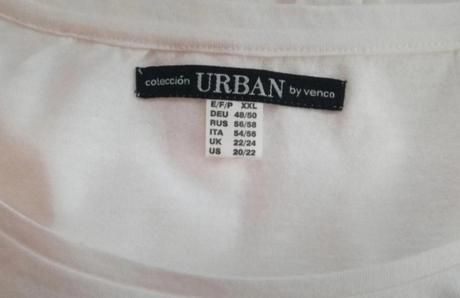 colección URBAN by venca
E/F/P XXL
DEU 48/50
RUS 56/58
ITA 54/56
UK 22/24
US 20/22